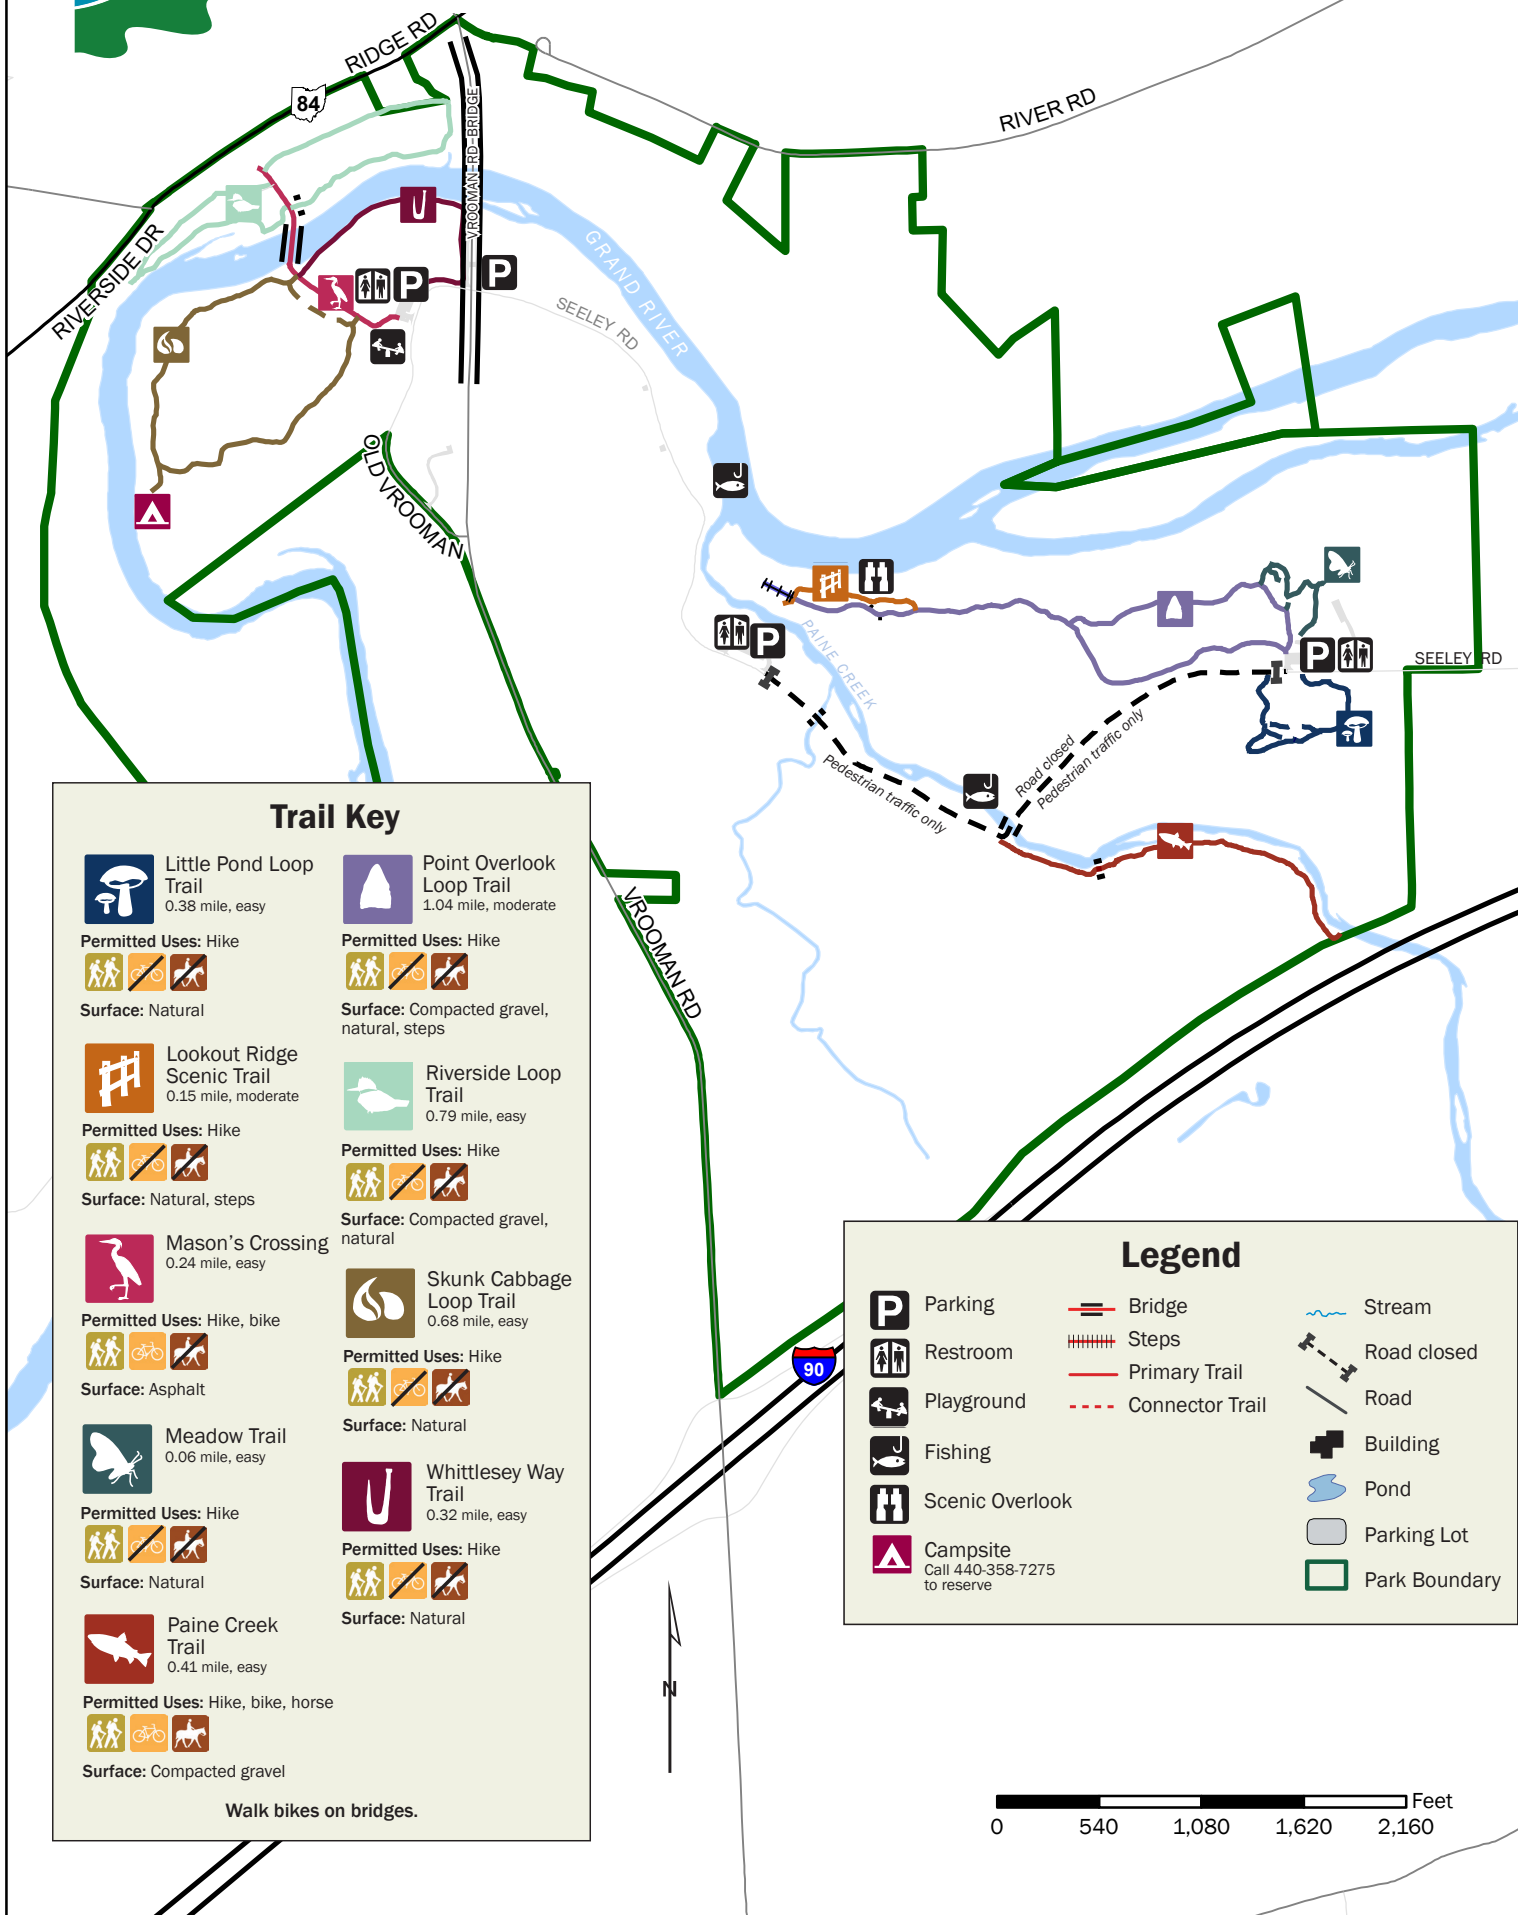 RIDGE RD
84
RIVER RD
VROOMAN-RD-BRIDGE
RIVERSIDE DR
P
P
GRAND RIVER
SEELEY RD
OLD VROOMAN
PAINE CREEK
P
P
SEELEY RD
Road closed
Pedestrian traffic only
Pedestrian traffic only
VROOMAN RD
90
Trail Key
Little Pond Loop
Trail
0.38 mile, easy
Permitted Uses: Hike
Surface: Natural
Lookout Ridge
Scenic Trail
0.15 mile, moderate
Permitted Uses: Hike
Surface: Natural, steps
Mason's Crossing
0.24 mile, easy
Permitted Uses: Hike, bike
Surface: Asphalt
Meadow Trail
0.06 mile, easy
Permitted Uses: Hike
Surface: Natural
Paine Creek
Trail
0.41 mile, easy
Permitted Uses: Hike, bike, horse
Surface: Compacted gravel
Point Overlook
Loop Trail
1.04 mile, moderate
Permitted Uses: Hike
Surface: Compacted gravel,
natural, steps
Riverside Loop
Trail
0.79 mile, easy
Permitted Uses: Hike
Surface: Compacted gravel,
natural
Skunk Cabbage
Loop Trail
0.68 mile, easy
Permitted Uses: Hike
Surface: Natural
Whittlesey Way
Trail
0.32 mile, easy
Permitted Uses: Hike
Surface: Natural
Walk bikes on bridges.
Legend
P Parking
Restroom
Playground
Fishing
Scenic Overlook
Campsite
Call 440-358-7275
to reserve
Bridge
Steps
Primary Trail
Connector Trail
Stream
Road closed
Road
Building
Pond
Parking Lot
Park Boundary
N
Feet
0 540 1,080 1,620 2,160